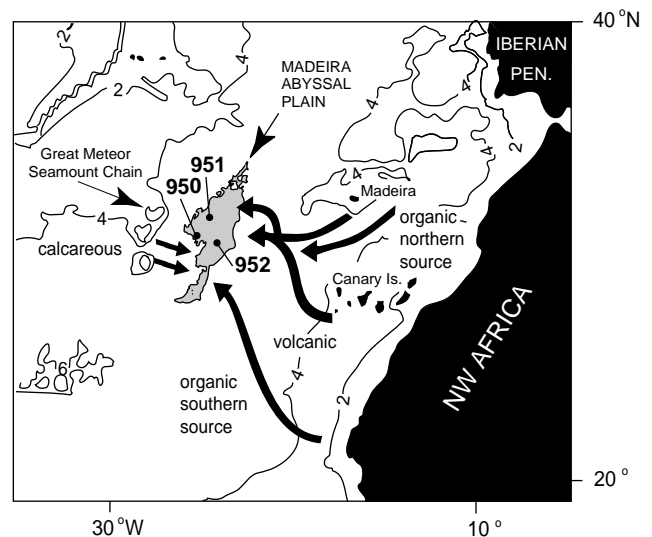 40 °N
IBERIAN
PEN.
2
4
2
MADEIRA
ABYSSAL
PLAIN
4
4
2
Great Meteor
Seamount Chain
951
950
4
Madeira
4
calcareous
organic
northern
source
952
Canary Is.
volcanic
NW AFRICA
6
4
2
organic
southern
source
20 °
30 °W
10 °